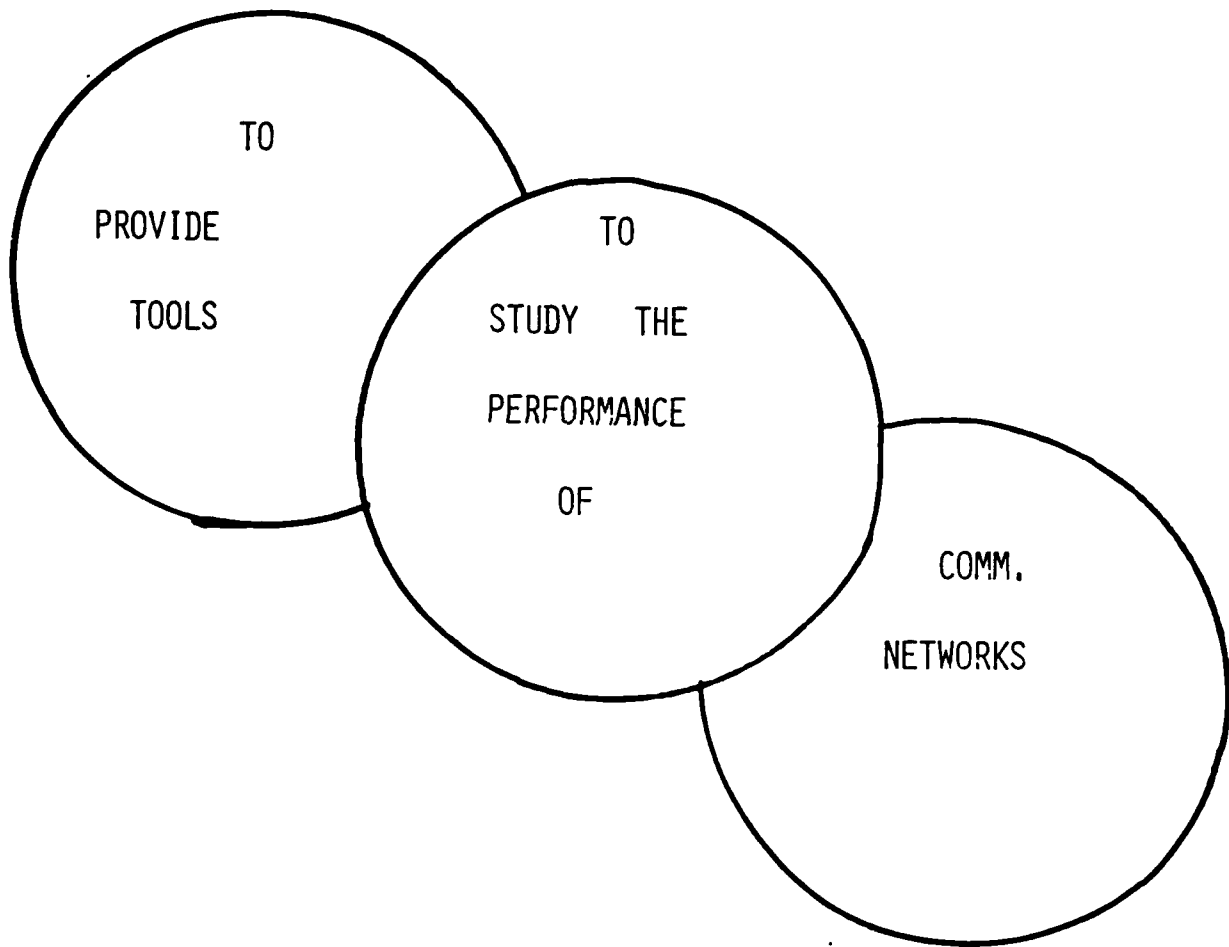 TO
PROVIDE
TOOLS
TO
STUDY THE
PERFORMANCE
OF
COMM.
NETWORKS